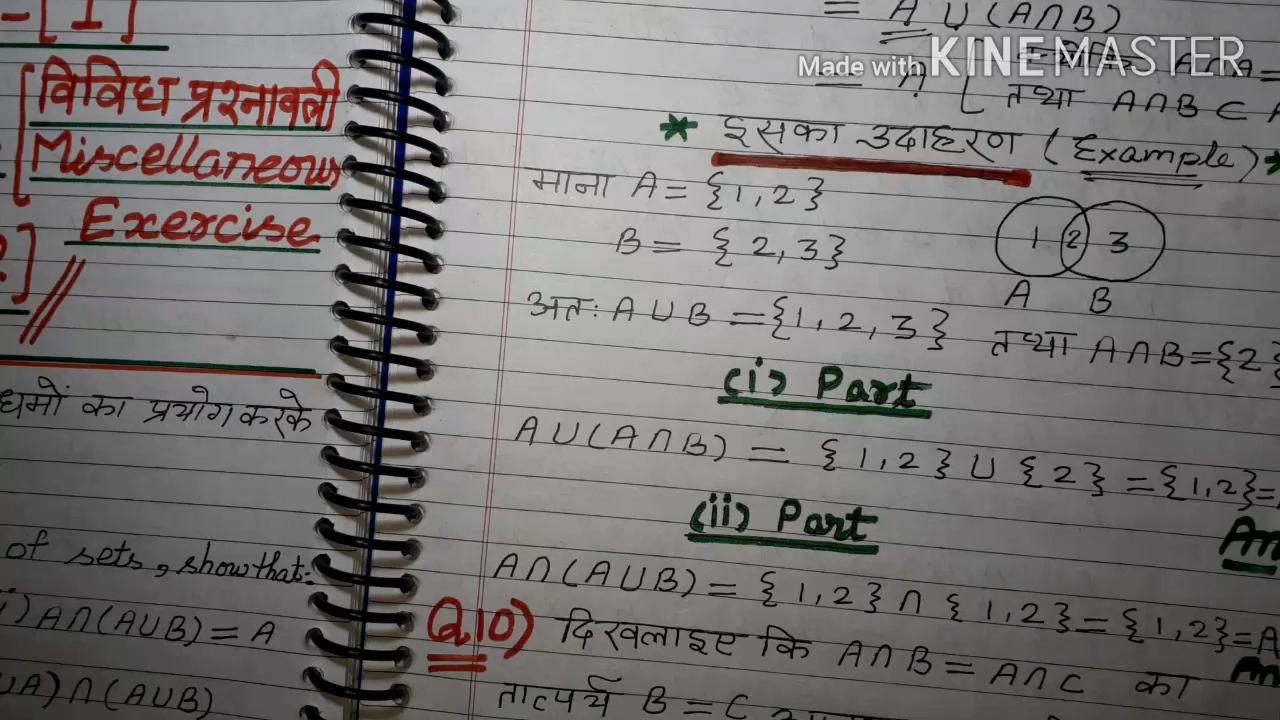 -[1]
विविध प्रश्नावली
Miscellaneous
Exercise
का प्रयोग करके
of sets, show that:
A∩(A∪B) = A
A)∩(A∪B)
= A ∪ (A∩B)
Made with KINEMASTER
= A
तथा A∩B ⊂
* इसका उदाहरण (Example) *
माना A = {1, 2}
B = {2, 3}
1 2 3
A B
अतः A ∪ B = {1, 2, 3} तथा A∩B = {2}
(i) Part
A∪(A∩B) = {1,2} ∪ {2} = {1,2} =
(ii) Part
A∩(A∪B) = {1,2} ∩ {1,2} = {1,2} = A
Q.10) दिखलाइए कि A∩B = A∩C का
तात्पर्य B = C